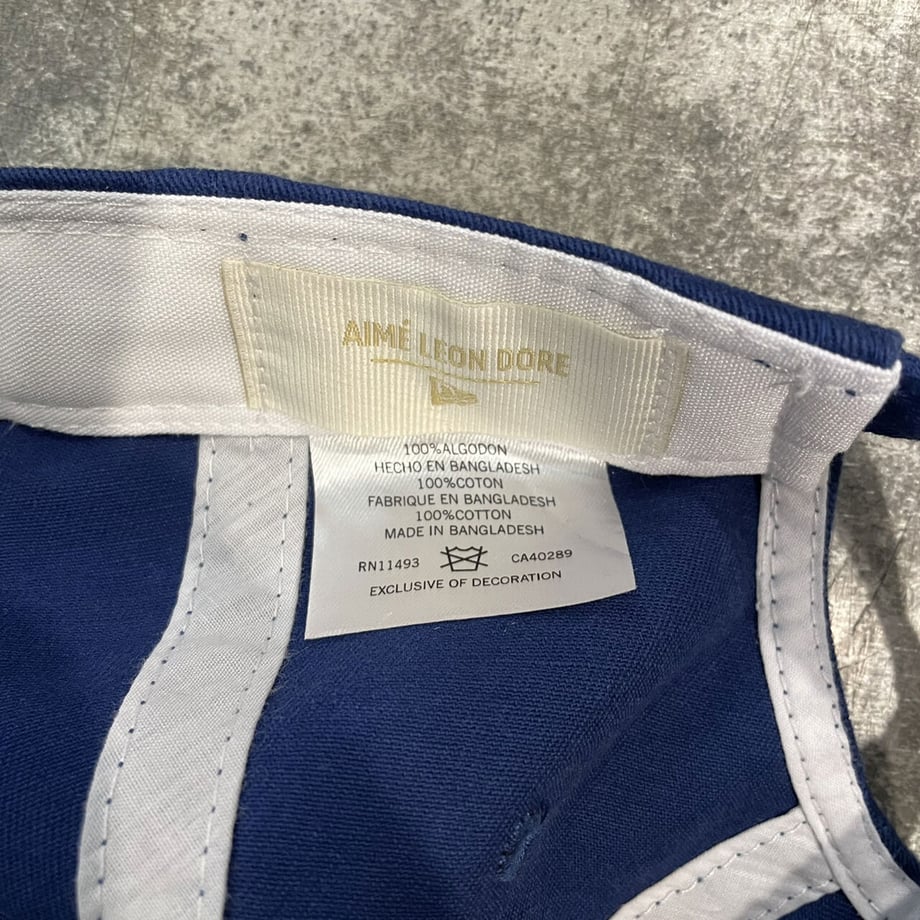 AIMÉ LEON DORE
100%ALGODON
HECHO EN BANGLADESH
100%COTON
FABRIQUE EN BANGLADESH
100%COTTON
MADE IN BANGLADESH
RN11493 CA40289
EXCLUSIVE OF DECORATION